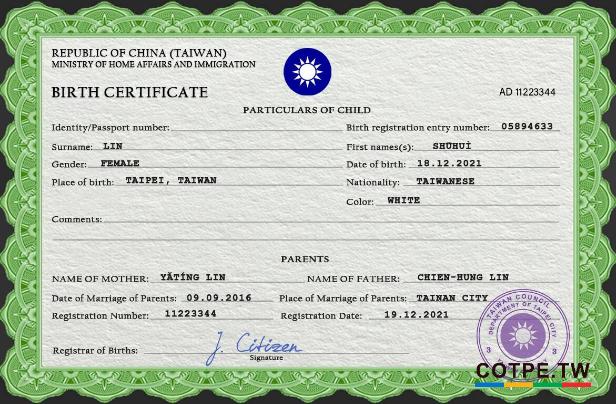 REPUBLIC OF CHINA (TAIWAN)
MINISTRY OF HOME AFFAIRS AND IMMIGRATION
BIRTH CERTIFICATE
AD 11223344
PARTICULARS OF CHILD
Identity/Passport number: Birth registration entry number: 05894633
Surname: LIN First names(s): SHŪHUÌ
Gender: FEMALE Date of birth: 18.12.2021
Place of birth: TAIPEI, TAIWAN Nationality: TAIWANESE
Color: WHITE
Comments:
PARENTS
NAME OF MOTHER: YǍTÍNG LIN NAME OF FATHER: CHIEN-HUNG LIN
Date of Marriage of Parents: 09.09.2016 Place of Marriage of Parents: TAINAN CITY
Registration Number: 11223344 Registration Date: 19.12.2021
Registrar of Births: J. Citizen
Signature
TAIWAN COUNCIL
DEPARTMENT OF TAIPEI CITY
3 3
COTPE.TW